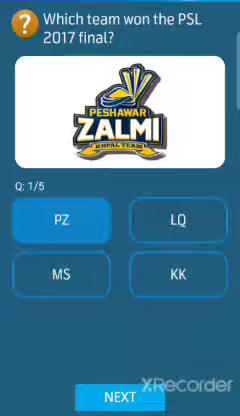 Which team won the PSL
2017 final?
PESHAWAR
ZALMI
KHPAL TEAM
Q: 1/5
PZ
LQ
MS
KK
XRecorder
NEXT